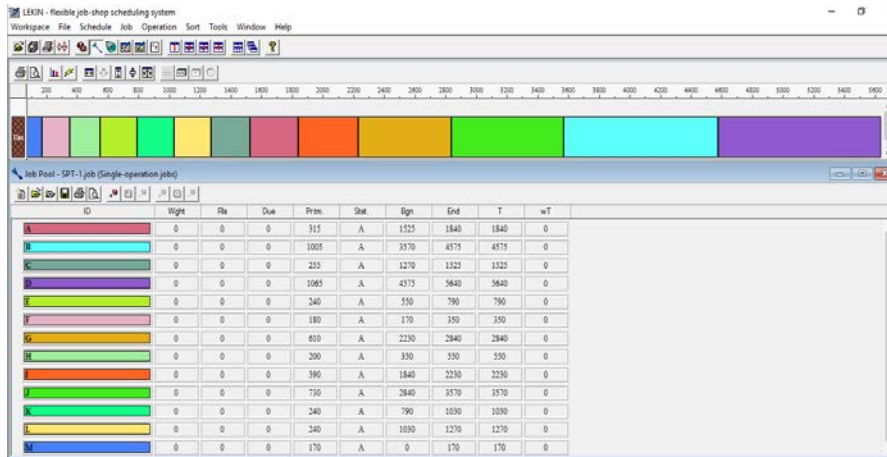 LEKIN - flexible job-shop scheduling system
Workspace File Schedule Job Operation Sort Tools Window Help
200 400 600 800 1000 1200 1400 1600 1800 2000 2200 2400 2600 2800 3000 3200 3400 3600 3800 4000 4200 4400 4600 4800 5000 5200 5400 5600
Job Pool - SPT-1.job (Single-operation jobs)
ID Wght Rls Due Pr.tm. Stat. Bgn End T wT
A 0 0 0 315 A 1525 1840 1840 0
B 0 0 0 1005 A 3570 4575 4575 0
C 0 0 0 255 A 1270 1525 1525 0
D 0 0 0 1065 A 4575 5640 5640 0
E 0 0 0 240 A 550 790 790 0
F 0 0 0 180 A 170 350 350 0
G 0 0 0 610 A 2230 2840 2840 0
H 0 0 0 200 A 350 550 550 0
I 0 0 0 390 A 1840 2230 2230 0
J 0 0 0 730 A 2840 3570 3570 0
K 0 0 0 240 A 790 1030 1030 0
L 0 0 0 240 A 1030 1270 1270 0
M 0 0 0 170 A 0 170 170 0